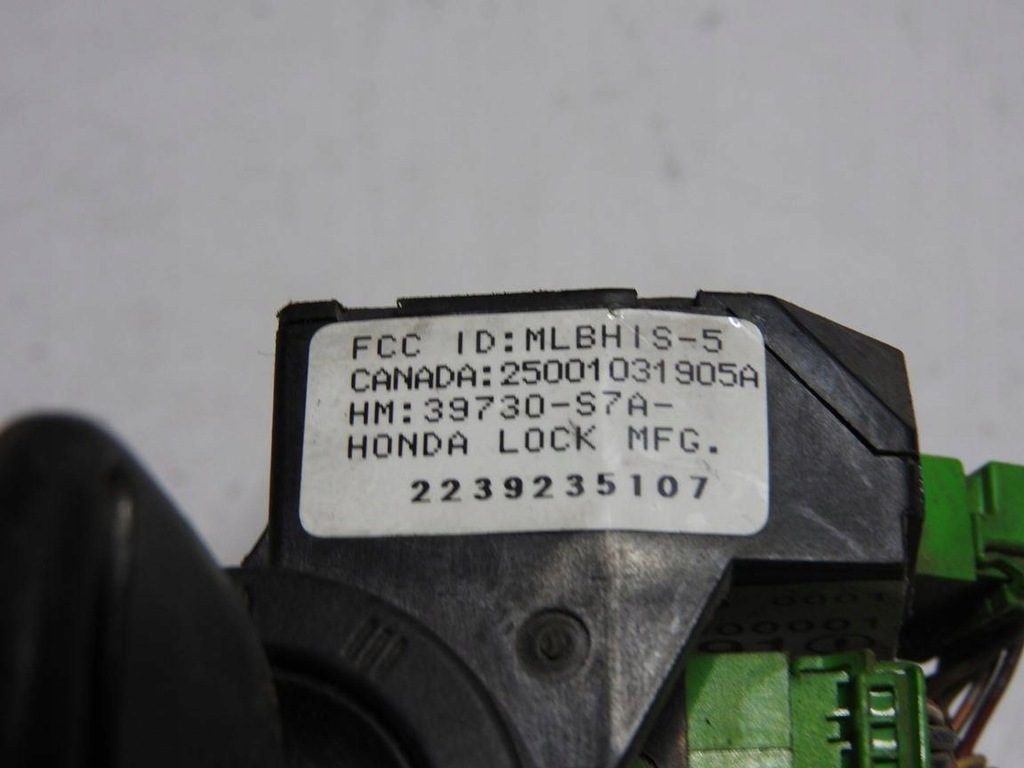 FCC ID:MLBHIS-5
CANADA:25001031905A
HM:39730-S7A-
HONDA LOCK MFG.
2239235107